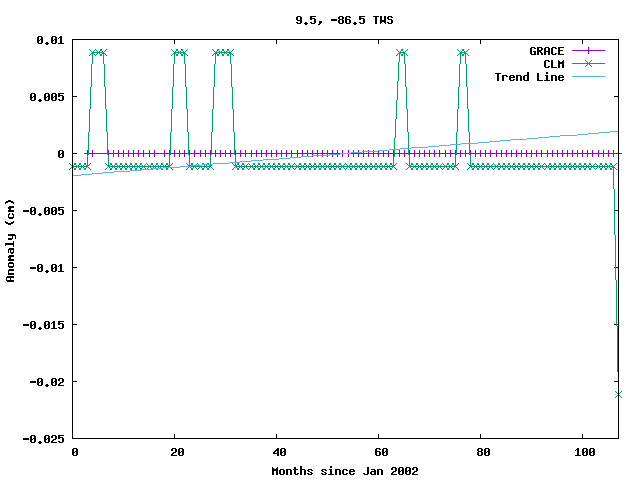 9.5, -86.5 TWS
0.01
GRACE
CLM
Trend Line
0.005
0
-0.005
-0.01
-0.015
-0.02
-0.025
Anomaly (cm)
0 20 40 60 80 100
Months since Jan 2002